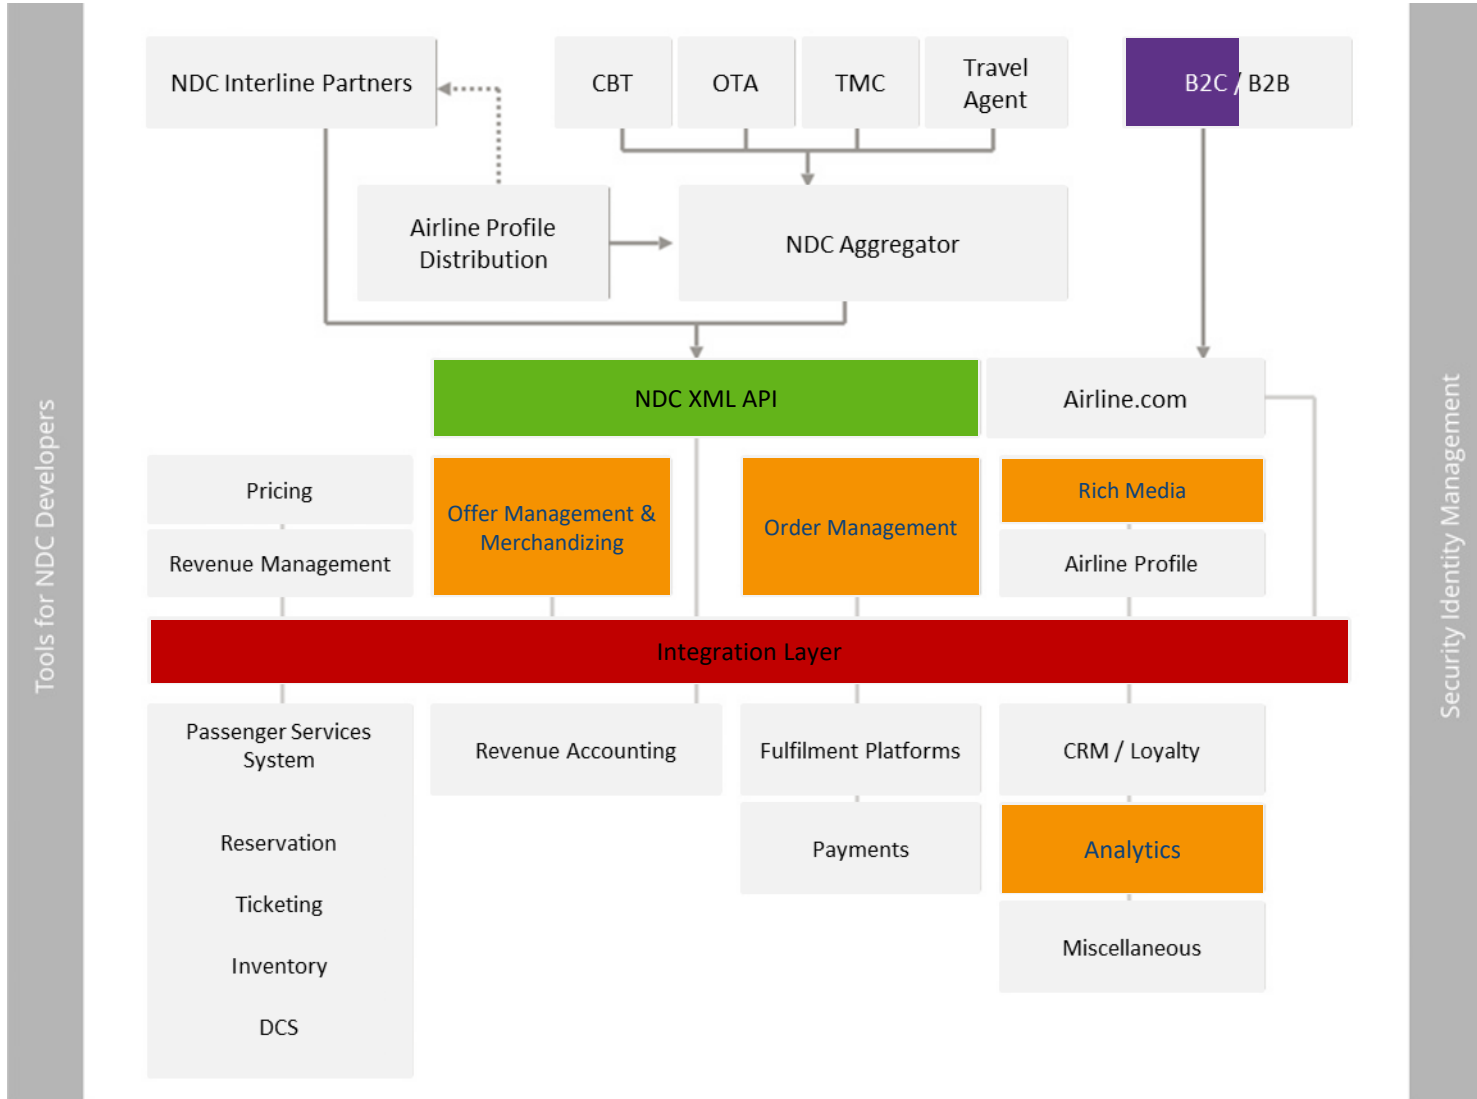 NDC Interline Partners
CBT
OTA
TMC
Travel
Agent
B2C / B2B
Airline Profile
Distribution
NDC Aggregator
NDC XML API
Airline.com
Pricing
Offer Management &
Merchandizing
Order Management
Rich Media
Revenue Management
Airline Profile
Integration Layer
Passenger Services
System
Reservation
Ticketing
Inventory
DCS
Revenue Accounting
Fulfilment Platforms
Payments
CRM / Loyalty
Analytics
Miscellaneous
Tools for NDC Developers
Security Identity Management